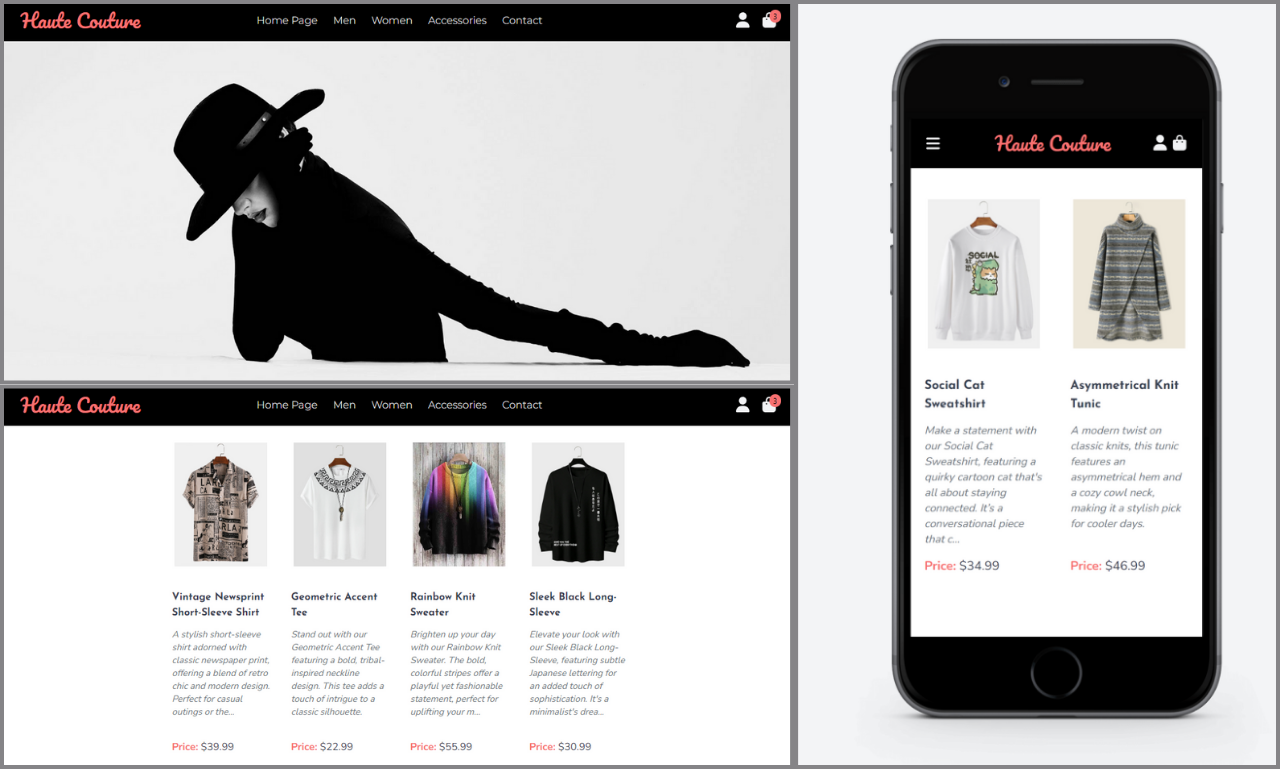 Haute Couture
Home Page Men Women Accessories Contact
3
Haute Couture
Home Page Men Women Accessories Contact
3
Vintage Newsprint
Short-Sleeve Shirt
A stylish short-sleeve
shirt adorned with
classic newspaper print,
offering a blend of retro
chic and modern design.
Perfect for casual
outings or the...
Price: $39.99
Geometric Accent
Tee
Stand out with our
Geometric Accent Tee
featuring a bold, tribal-
inspired neckline
design. This tee adds a
touch of intrigue to a
classic silhouette.
Price: $22.99
Rainbow Knit
Sweater
Brighten up your day
with our Rainbow Knit
Sweater. The bold,
colorful stripes offer a
playful yet fashionable
statement, perfect for
uplifting your m...
Price: $55.99
Sleek Black Long-
Sleeve
Elevate your look with
our Sleek Black Long-
Sleeve, featuring subtle
Japanese lettering for
an added touch of
sophistication. It's a
minimalist's drea...
Price: $30.99
Haute Couture
SOCIAL
Social Cat
Sweatshirt
Make a statement with
our Social Cat
Sweatshirt, featuring a
quirky cartoon cat that's
all about staying
connected. It's a
conversational piece
that c...
Price: $34.99
Asymmetrical Knit
Tunic
A modern twist on
classic knits, this tunic
features an
asymmetrical hem and
a cozy cowl neck,
making it a stylish pick
for cooler days.
Price: $46.99